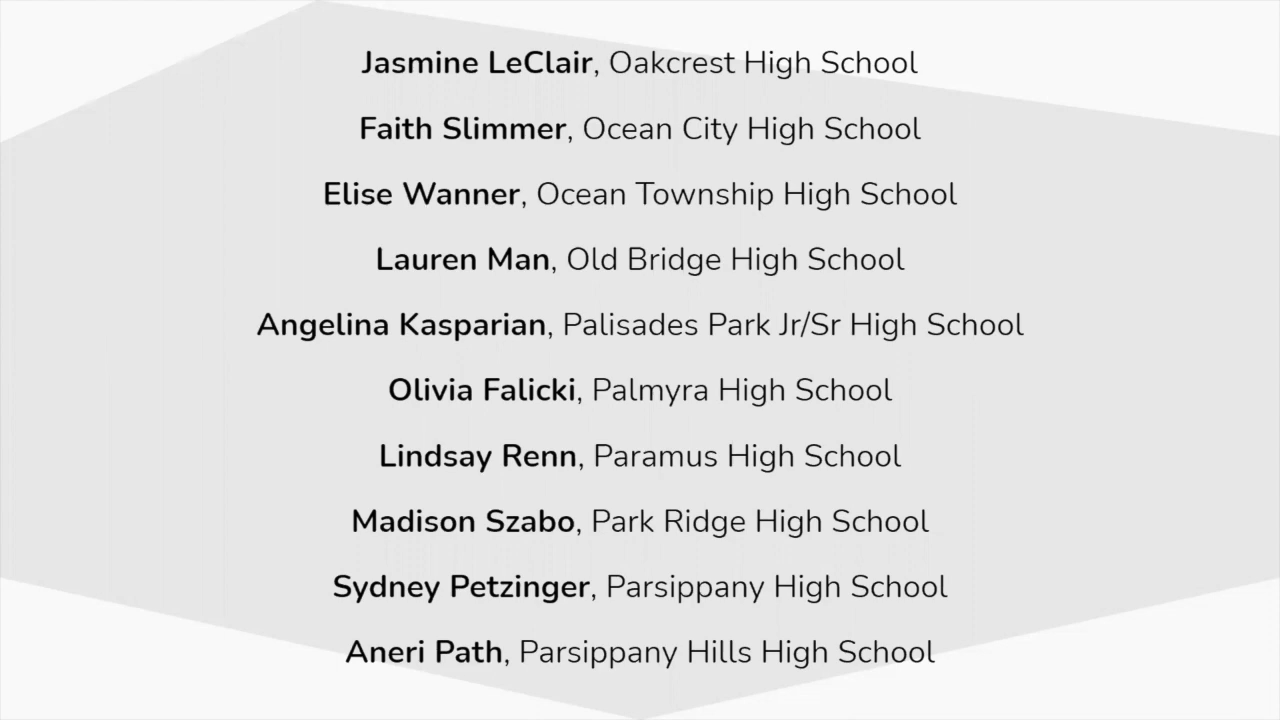 Jasmine LeClair, Oakcrest High School
Faith Slimmer, Ocean City High School
Elise Wanner, Ocean Township High School
Lauren Man, Old Bridge High School
Angelina Kasparian, Palisades Park Jr/Sr High School
Olivia Falicki, Palmyra High School
Lindsay Renn, Paramus High School
Madison Szabo, Park Ridge High School
Sydney Petzinger, Parsippany High School
Aneri Path, Parsippany Hills High School